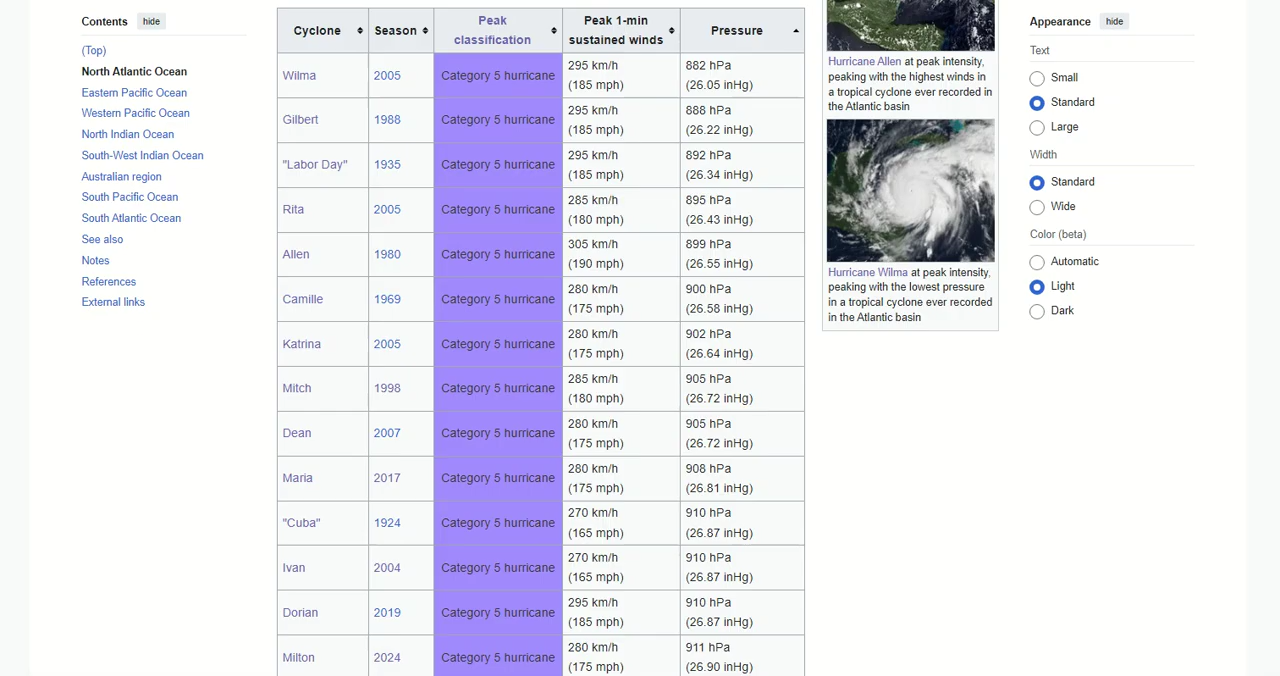 Contents hide
(Top)
North Atlantic Ocean
Eastern Pacific Ocean
Western Pacific Ocean
North Indian Ocean
South-West Indian Ocean
Australian region
South Pacific Ocean
South Atlantic Ocean
See also
Notes
References
External links
Cyclone Season Peak classification Peak 1-min sustained winds Pressure
Wilma 2005 Category 5 hurricane 295 km/h (185 mph) 882 hPa (26.05 inHg)
Gilbert 1988 Category 5 hurricane 295 km/h (185 mph) 888 hPa (26.22 inHg)
"Labor Day" 1935 Category 5 hurricane 295 km/h (185 mph) 892 hPa (26.34 inHg)
Rita 2005 Category 5 hurricane 285 km/h (180 mph) 895 hPa (26.43 inHg)
Allen 1980 Category 5 hurricane 305 km/h (190 mph) 899 hPa (26.55 inHg)
Camille 1969 Category 5 hurricane 280 km/h (175 mph) 900 hPa (26.58 inHg)
Katrina 2005 Category 5 hurricane 280 km/h (175 mph) 902 hPa (26.64 inHg)
Mitch 1998 Category 5 hurricane 285 km/h (180 mph) 905 hPa (26.72 inHg)
Dean 2007 Category 5 hurricane 280 km/h (175 mph) 905 hPa (26.72 inHg)
Maria 2017 Category 5 hurricane 280 km/h (175 mph) 908 hPa (26.81 inHg)
"Cuba" 1924 Category 5 hurricane 270 km/h (165 mph) 910 hPa (26.87 inHg)
Ivan 2004 Category 5 hurricane 270 km/h (165 mph) 910 hPa (26.87 inHg)
Dorian 2019 Category 5 hurricane 295 km/h (185 mph) 910 hPa (26.87 inHg)
Milton 2024 Category 5 hurricane 280 km/h (175 mph) 911 hPa (26.90 inHg)
Hurricane Allen at peak intensity,
peaking with the highest winds in
a tropical cyclone ever recorded in
the Atlantic basin
Hurricane Wilma at peak intensity,
peaking with the lowest pressure
in a tropical cyclone ever recorded
in the Atlantic basin
Appearance hide
Text
Small
Standard
Large
Width
Standard
Wide
Color (beta)
Automatic
Light
Dark